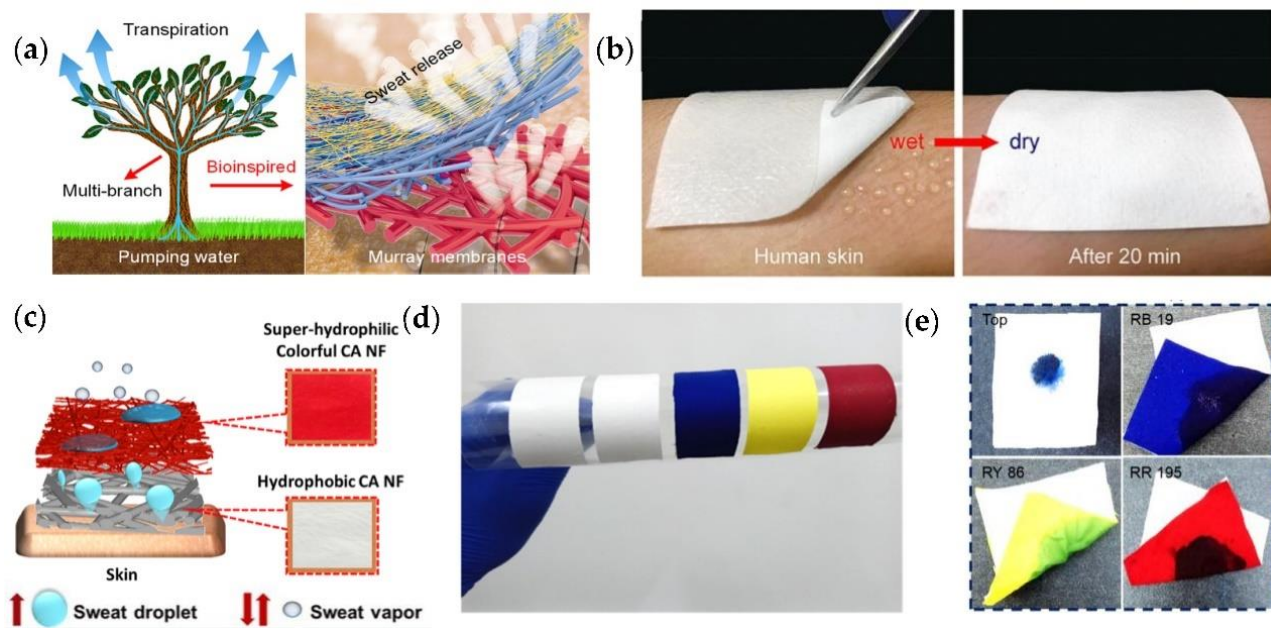 (a)
Transpiration
Multi-branch
Bioinspired
Pumping water
Sweat release
Murray membranes
(b)
wet
dry
Human skin
After 20 min
(c)
Super-hydrophilic
Colorful CA NF
Hydrophobic CA NF
Skin
Sweat droplet
Sweat vapor
(d)
(e)
Top
RB 19
RY 86
RR 195